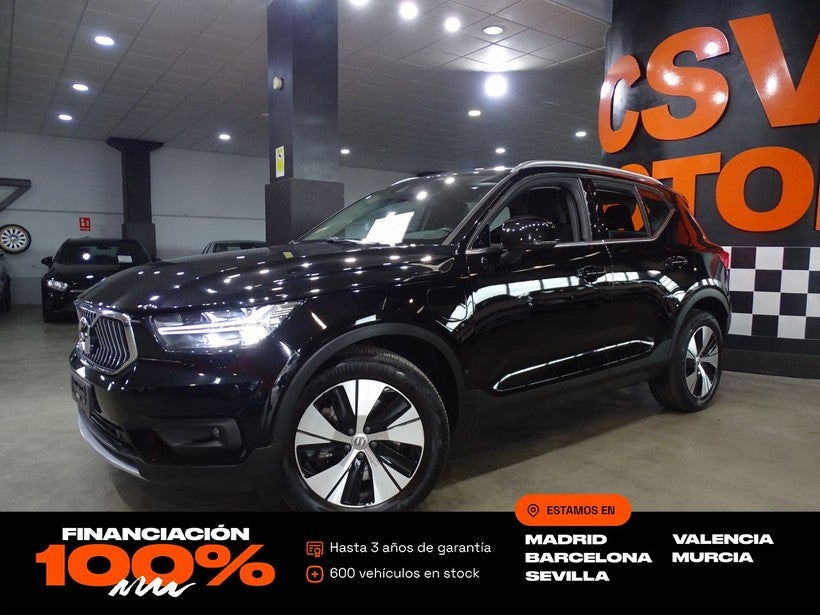 CSV
OTO
ESTAMOS EN
FINANCIACIÓN
100%
Hasta 3 años de garantía
600 vehículos en stock
MADRID
BARCELONA
SEVILLA
VALENCIA
MURCIA